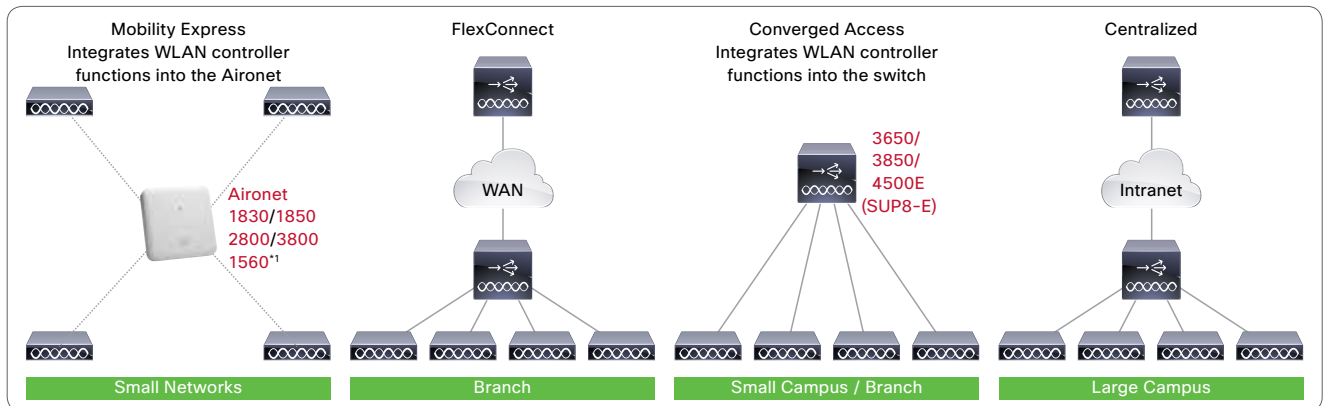 Mobility Express
Integrates WLAN controller
functions into the Aironet
Aironet
1830/1850
2800/3800
1560*1
Small Networks
FlexConnect
WAN
Branch
Converged Access
Integrates WLAN controller
functions into the switch
3650/
3850/
4500E
(SUP8-E)
Small Campus / Branch
Centralized
Intranet
Large Campus